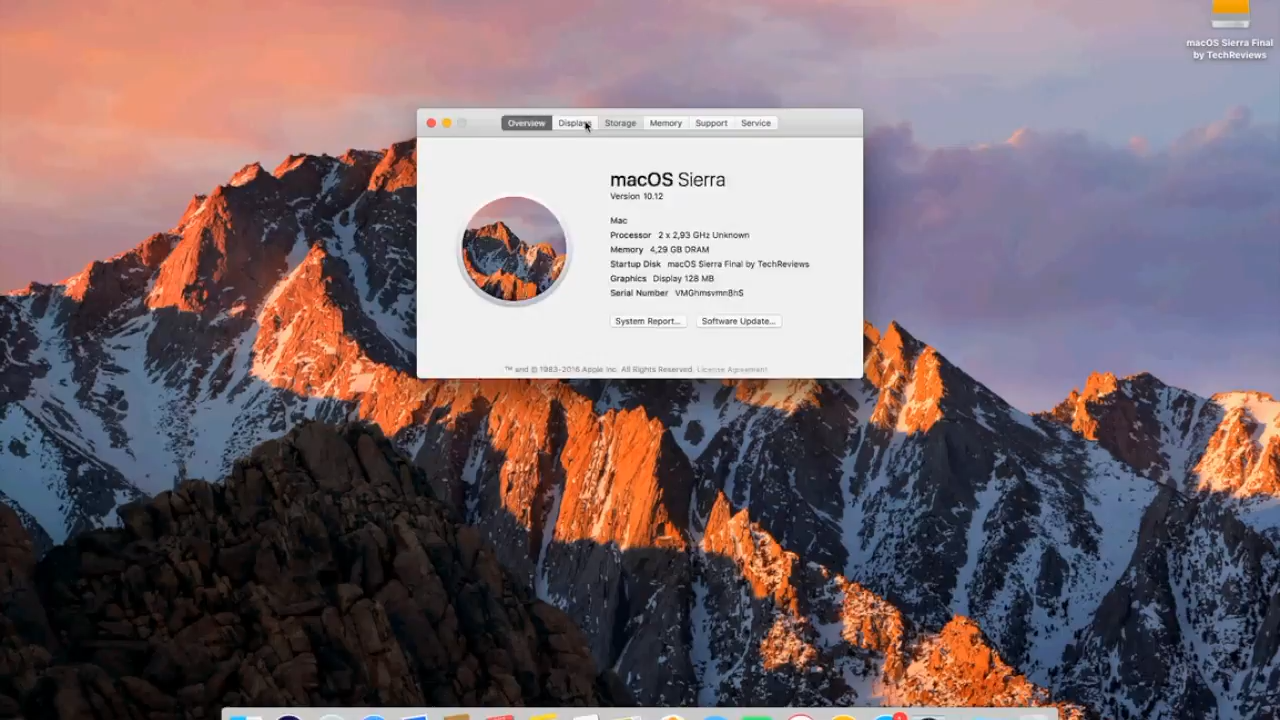 macOS Sierra Final
by TechReviews
Overview Displays Storage Memory Support Service
macOS Sierra
Version 10.12
Mac
Processor 2 x 2,93 GHz Unknown
Memory 4,29 GB DRAM
Startup Disk macOS Sierra Final by TechReviews
Graphics Display 128 MB
Serial Number VMGhmsvmn8hS
System Report... Software Update...
™ and © 1983-2016 Apple Inc. All Rights Reserved. License Agreement